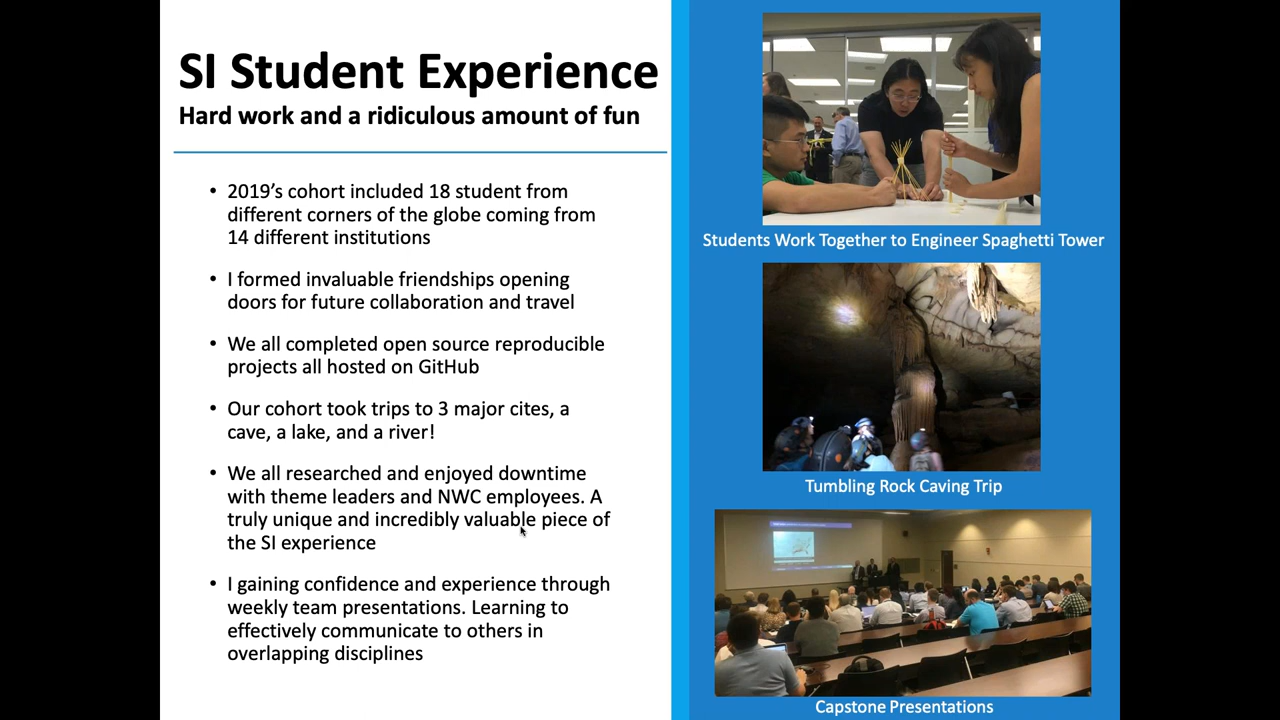 SI Student Experience
Hard work and a ridiculous amount of fun
• 2019's cohort included 18 student from
different corners of the globe coming from
14 different institutions
• I formed invaluable friendships opening
doors for future collaboration and travel
• We all completed open source reproducible
projects all hosted on GitHub
• Our cohort took trips to 3 major cites, a
cave, a lake, and a river!
• We all researched and enjoyed downtime
with theme leaders and NWC employees. A
truly unique and incredibly valuable piece of
the SI experience
• I gaining confidence and experience through
weekly team presentations. Learning to
effectively communicate to others in
overlapping disciplines
Students Work Together to Engineer Spaghetti Tower
Tumbling Rock Caving Trip
Capstone Presentations